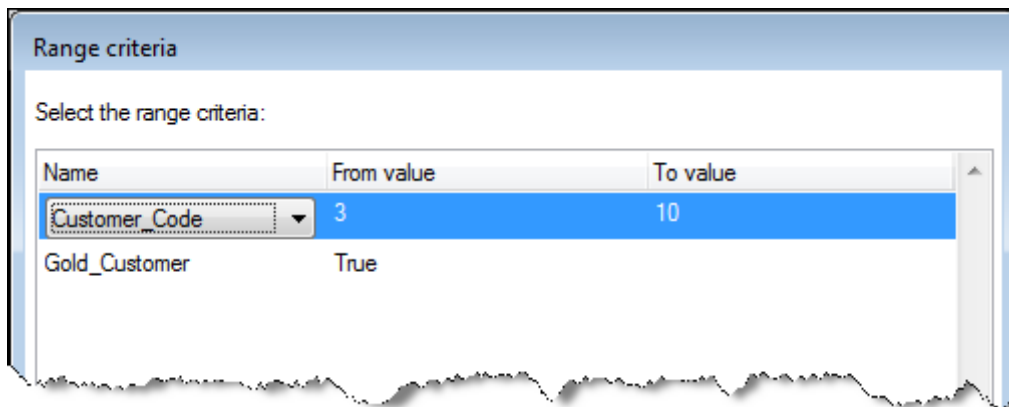 Range criteria
Select the range criteria:
Name From value To value
Customer_Code 3 10
Gold_Customer True